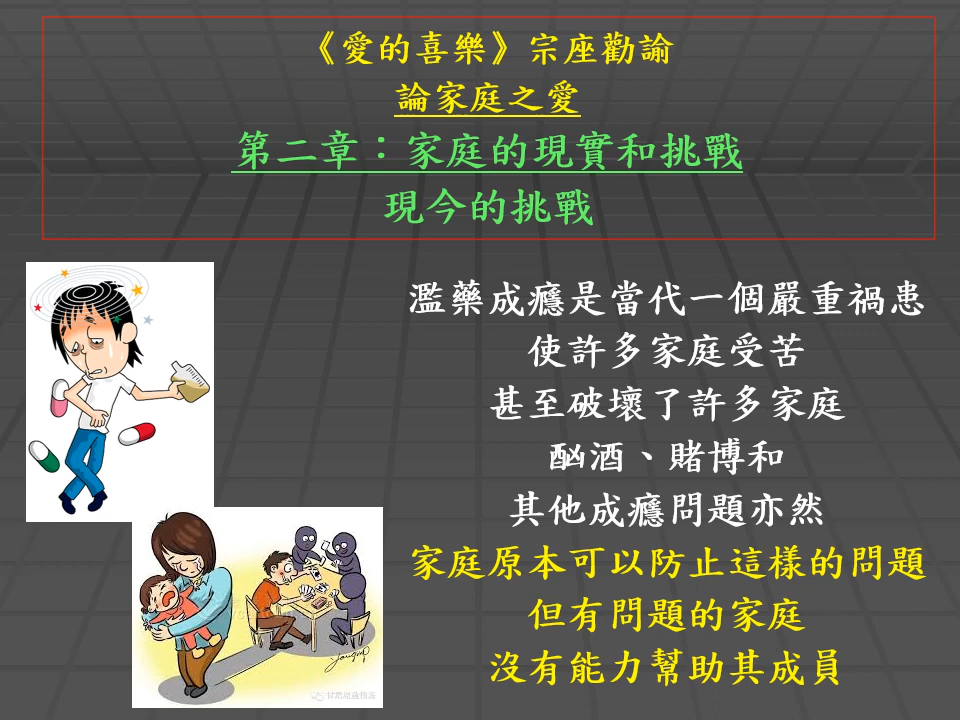 《愛的喜樂》宗座勸諭
論家庭之愛
第二章：家庭的現實和挑戰
現今的挑戰
濫藥成癮是當代一個嚴重禍患
使許多家庭受苦
甚至破壞了許多家庭
酗酒、賭博和
其他成癮問題亦然
家庭原本可以防止這樣的問題
但有問題的家庭
沒有能力幫助其成員